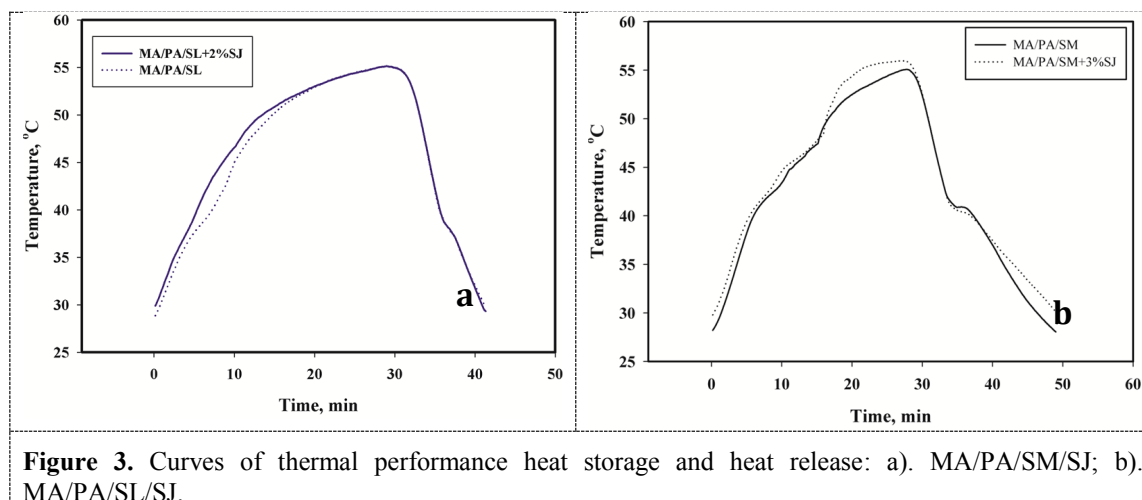 60
55
50
45
40
35
30
25
Temperature, °C
MA/PA/SL+2%SJ
MA/PA/SL
a
0 10 20 30 40 50
Time, min
60
55
50
45
40
35
30
25
Temperature, °C
MA/PA/SM
MA/PA/SM+3%SJ
b
0 10 20 30 40 50 60
Time, min
Figure 3. Curves of thermal performance heat storage and heat release: a). MA/PA/SM/SJ; b).
MA/PA/SL/SJ.